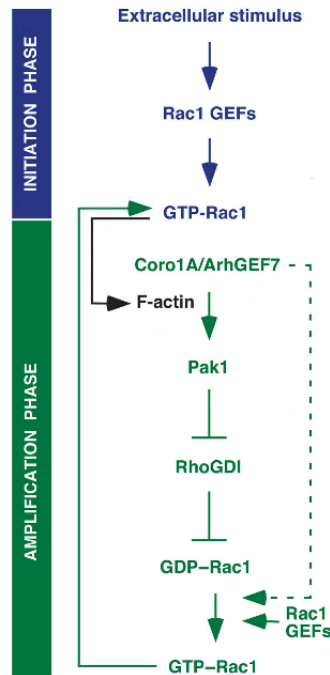 Extracellular stimulus
Rac1 GEFs
GTP-Rac1
Coro1A/ArhGEF7
F-actin
Pak1
RhoGDI
GDP–Rac1
Rac1
GEFs
GTP–Rac1
INITIATION PHASE
AMPLIFICATION PHASE